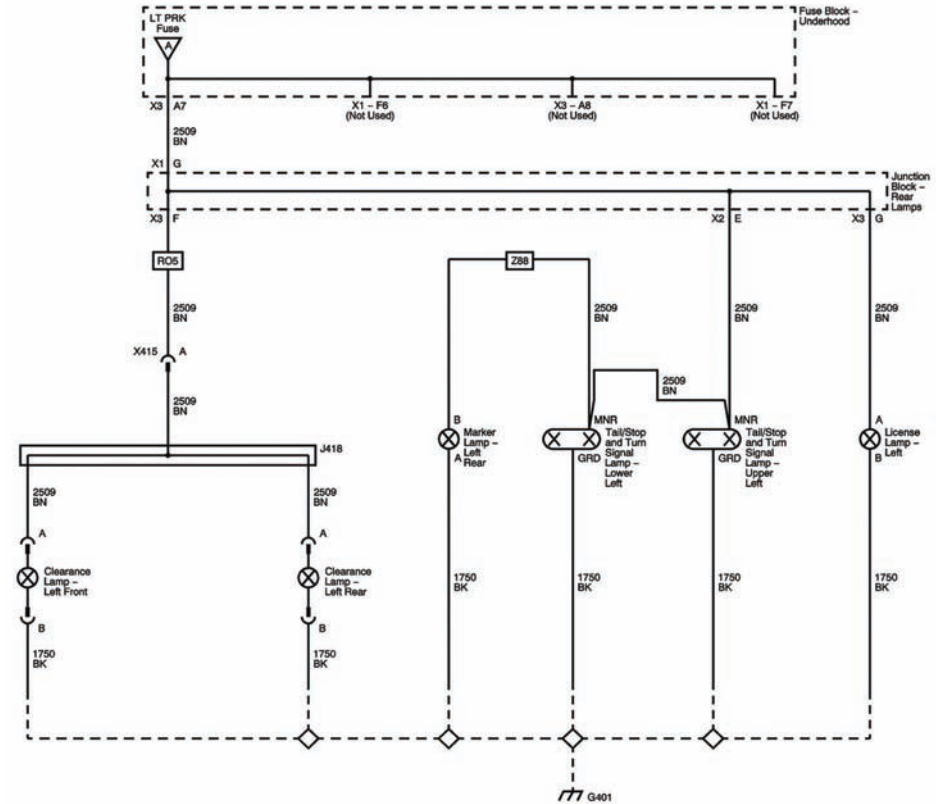 LT PRK
Fuse
A
Fuse Block –
Underhood
X3 A7
X1 – F6
(Not Used)
X3 – A8
(Not Used)
X1 – F7
(Not Used)
2509
BN
X1 G
Junction
Block –
Rear
Lamps
X3 F
X2 E
X3 G
RO5
Z88
2509
BN
2509
BN
2509
BN
2509
BN
X415 A
2509
BN
2509
BN
B
Marker
Lamp –
Left
Rear
A
MNR
Tail/Stop
and Turn
Signal
Lamp –
Lower
Left
GRD
MNR
Tail/Stop
and Turn
Signal
Lamp –
Upper
Left
GRD
A
License
Lamp –
Left
B
J418
2509
BN
2509
BN
A
A
Clearance
Lamp –
Left Front
Clearance
Lamp –
Left Rear
B
B
1750
BK
1750
BK
1750
BK
1750
BK
1750
BK
1750
BK
G401